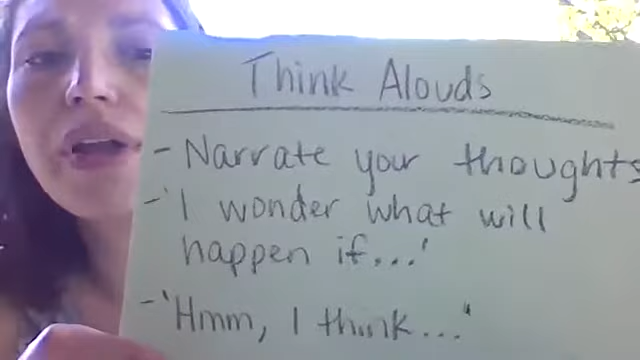 Think Alouds
- Narrate your thoughts
- 'I wonder what will
happen if...'
- 'Hmm, I think..."